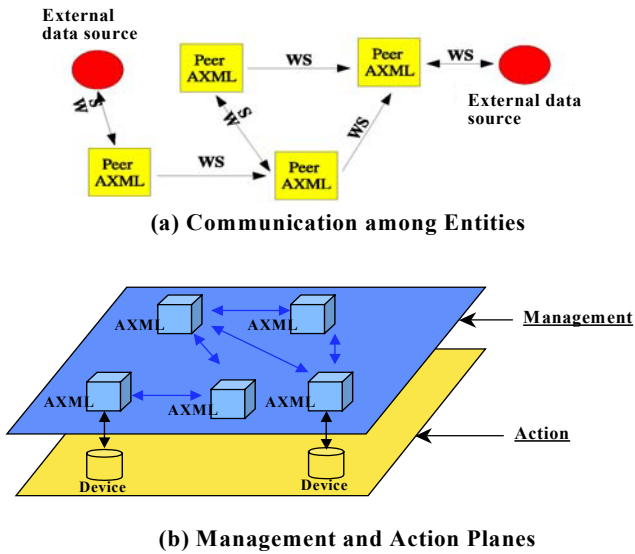 External
data source
Peer
AXML
WS
Peer
AXML
WS
External data
source
WS
WS
WS
Peer
AXML
WS
Peer
AXML
(a) Communication among Entities
AXML
AXML
Management
AXML
AXML
AXML
Action
Device
Device
(b) Management and Action Planes